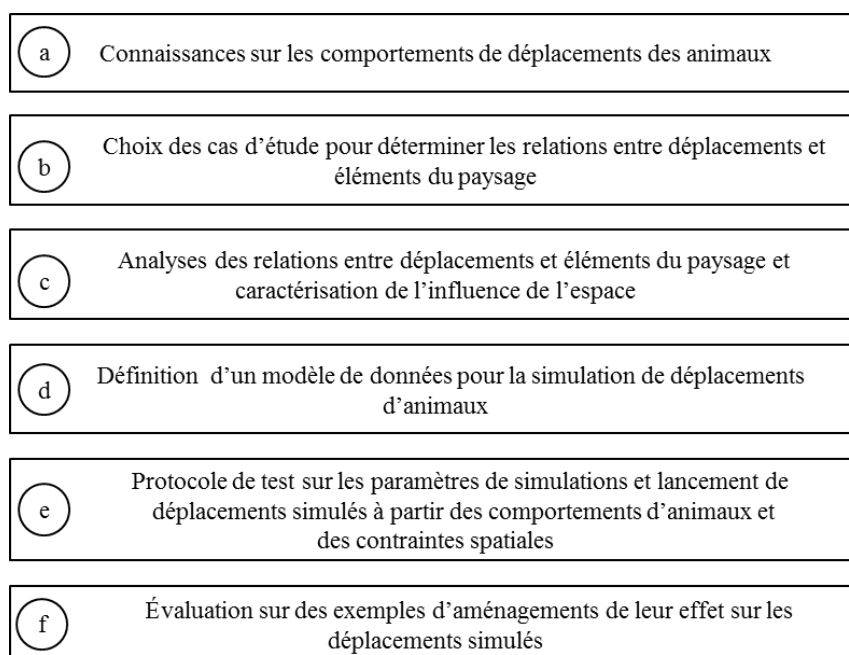 a Connaissances sur les comportements de déplacements des animaux
b Choix des cas d'étude pour déterminer les relations entre déplacements et
éléments du paysage
c Analyses des relations entre déplacements et éléments du paysage et
caractérisation de l'influence de l'espace
d Définition d'un modèle de données pour la simulation de déplacements
d'animaux
e Protocole de test sur les paramètres de simulations et lancement de
déplacements simulés à partir des comportements d'animaux et
des contraintes spatiales
f Évaluation sur des exemples d'aménagements de leur effet sur les
déplacements simulés